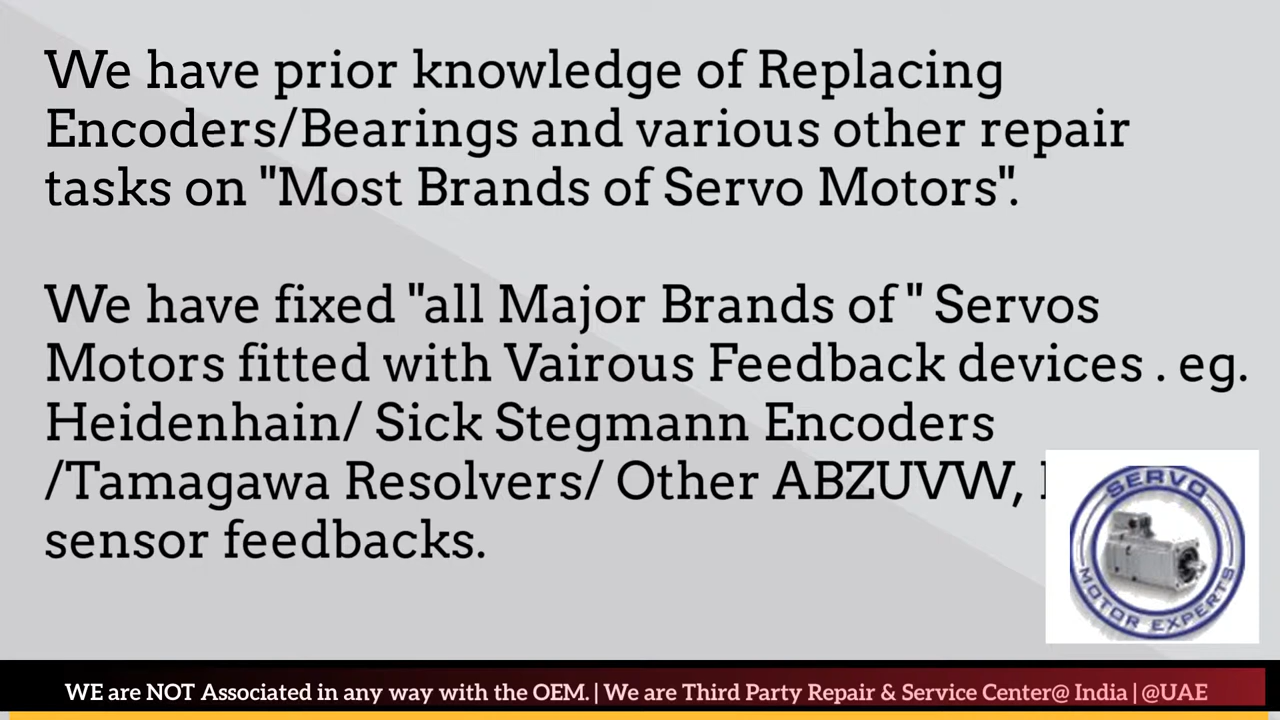 We have prior knowledge of Replacing
Encoders/Bearings and various other repair
tasks on "Most Brands of Servo Motors".
We have fixed "all Major Brands of " Servos
Motors fitted with Vairous Feedback devices . eg.
Heidenhain/ Sick Stegmann Encoders
/Tamagawa Resolvers/ Other ABZUVW,
sensor feedbacks.
SERVO
MOTOR EXPERTS
WE are NOT Associated in any way with the OEM. | We are Third Party Repair & Service Center@ India | @UAE